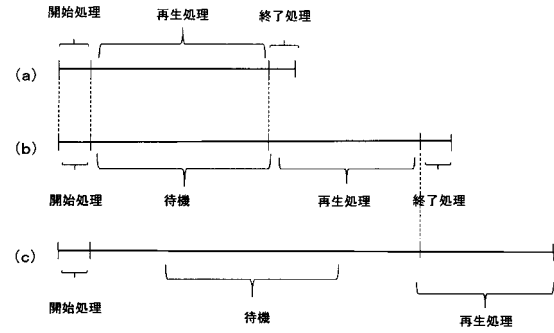 開始処理
再生処理
終了処理
(a)
(b)
開始処理
待機
再生処理
終了処理
(c)
開始処理
待機
再生処理